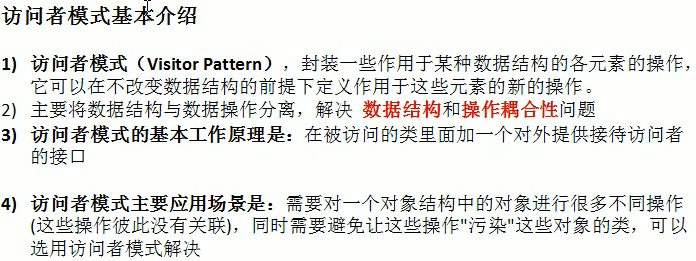 访问者模式基本介绍
1) 访问者模式（Visitor Pattern），封装一些作用于某种数据结构的各元素的操作，
它可以在不改变数据结构的前提下定义作用于这些元素的新的操作。
2) 主要将数据结构与数据操作分离，解决 数据结构和操作耦合性问题
3) 访问者模式的基本工作原理是：在被访问的类里面加一个对外提供接待访问者
的接口
4) 访问者模式主要应用场景是：需要对一个对象结构中的对象进行很多不同操作
(这些操作彼此没有关联)，同时需要避免让这些操作"污染"这些对象的类，可以
选用访问者模式解决